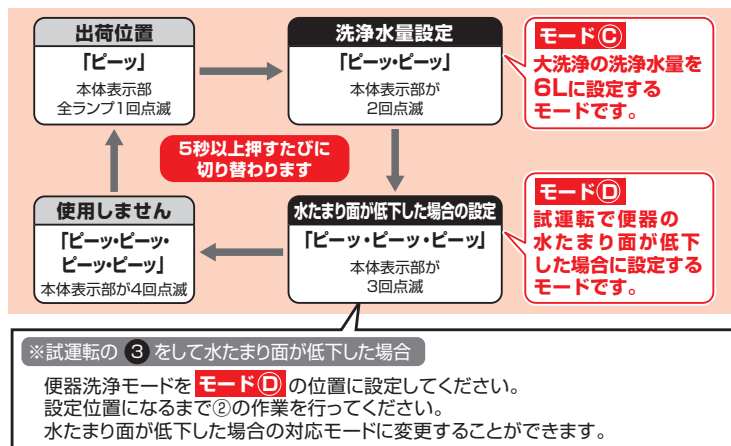 出荷位置
「ピーッ」
本体表示部
全ランプ1回点滅
洗浄水量設定
「ピーッ・ピーッ」
本体表示部が
2回点滅
モードⒸ
大洗浄の洗浄水量を
6Lに設定する
モードです。
5秒以上押すたびに
切り替わります
使用しません
「ピーッ・ピーッ・
ピーッ・ピーッ」
本体表示部が4回点滅
水たまり面が低下した場合の設定
「ピーッ・ピーッ・ピーッ」
本体表示部が
3回点滅
モードⒹ
試運転で便器の
水たまり面が低下
した場合に設定する
モードです。
※試運転の ❸ をして水たまり面が低下した場合
便器洗浄モードを モードⒹ の位置に設定してください。
設定位置になるまで②の作業を行ってください。
水たまり面が低下した場合の対応モードに変更することができます。